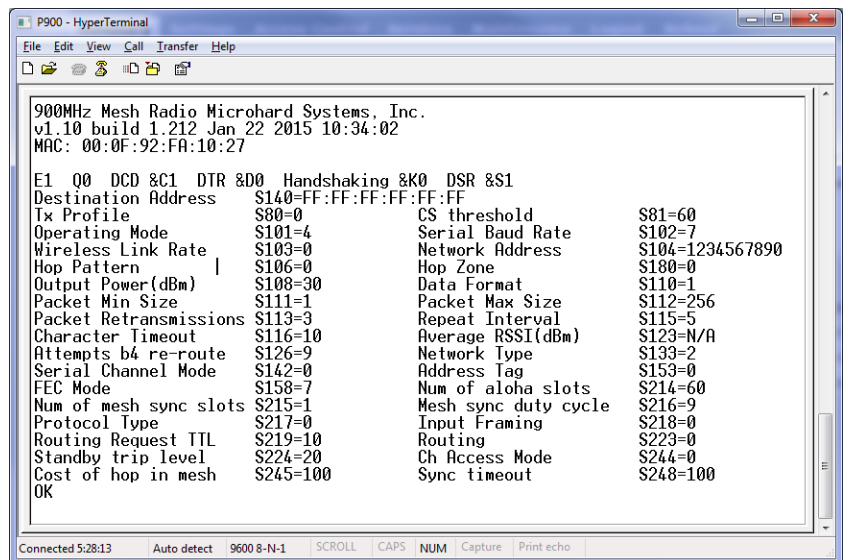 P900 - HyperTerminal
File Edit View Call Transfer Help
900MHz Mesh Radio Microhard Systems, Inc.
v1.10 build 1.212 Jan 22 2015 10:34:02
MAC: 00:0F:92:FA:10:27
E1 Q0 DCD &C1 DTR &D0 Handshaking &K0 DSR &S1
Destination Address S140=FF:FF:FF:FF:FF:FF
Tx Profile S80=0 CS threshold S81=60
Operating Mode S101=4 Serial Baud Rate S102=7
Wireless Link Rate S103=0 Network Address S104=1234567890
Hop Pattern S106=0 Hop Zone S180=0
Output Power(dBm) S108=30 Data Format S110=1
Packet Min Size S111=1 Packet Max Size S112=256
Packet Retransmissions S113=3 Repeat Interval S115=5
Character Timeout S116=10 Average RSSI(dBm) S123=N/A
Attempts b4 re-route S126=9 Network Type S133=2
Serial Channel Mode S142=0 Address Tag S153=0
FEC Mode S158=7 Num of aloha slots S214=60
Num of mesh sync slots S215=1 Mesh sync duty cycle S216=9
Protocol Type S217=0 Input Framing S218=0
Routing Request TTL S219=10 Routing S223=0
Standby trip level S224=20 Ch Access Mode S244=0
Cost of hop in mesh S245=100 Sync timeout S248=100
OK
Connected 5:28:13 Auto detect 9600 8-N-1 SCROLL CAPS NUM Capture Print echo